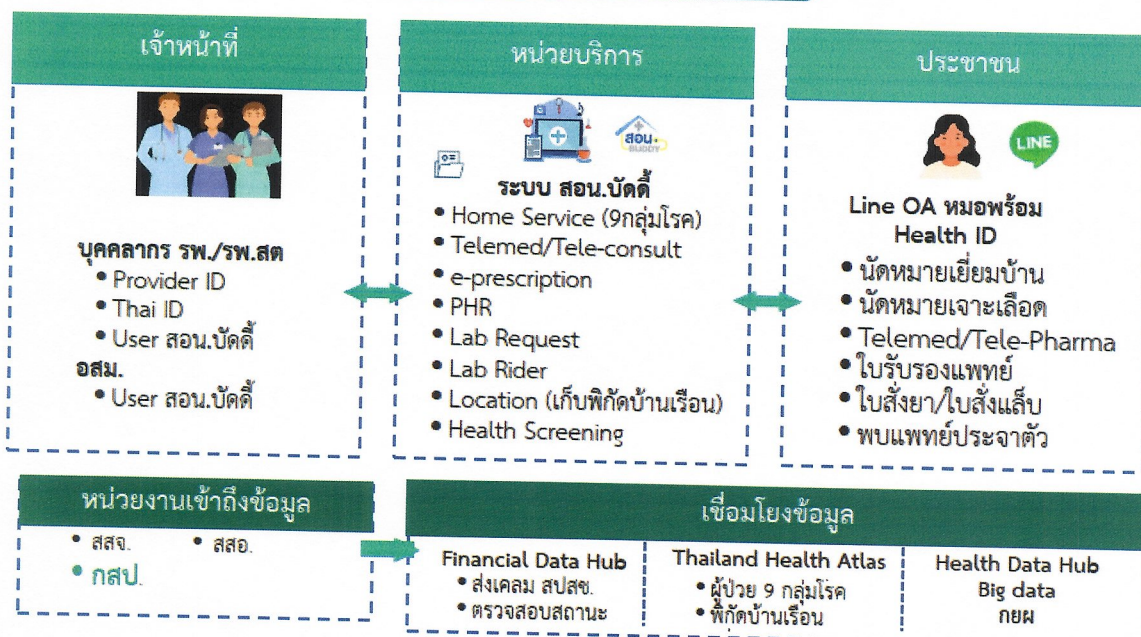 เจ้าหน้าที่
บุคคลากร รพ./รพ.สต
• Provider ID
• Thai ID
• User สอน.บัดดี้
อสม.
• User สอน.บัดดี้
หน่วยบริการ
สอน.
BUDDY
ระบบ สอน.บัดดี้
• Home Service (9กลุ่มโรค)
• Telemed/Tele-consult
• e-prescription
• PHR
• Lab Request
• Lab Rider
• Location (เก็บพิกัดบ้านเรือน)
• Health Screening
ประชาชน
LINE
Line OA หมอพร้อม
Health ID
• นัดหมายเยี่ยมบ้าน
• นัดหมายเจาะเลือด
• Telemed/Tele-Pharma
• ใบรับรองแพทย์
• ใบสั่งยา/ใบสั่งแล็บ
• พบแพทย์ประจาตัว
หน่วยงานเข้าถึงข้อมูล
• สสจ. • สสอ.
• กสป.
เชื่อมโยงข้อมูล
Financial Data Hub
• ส่งเคลม สปสช.
• ตรวจสอบสถานะ
Thailand Health Atlas
• ผู้ป่วย 9 กลุ่มโรค
• พิกัดบ้านเรือน
Health Data Hub
Big data
กยผ